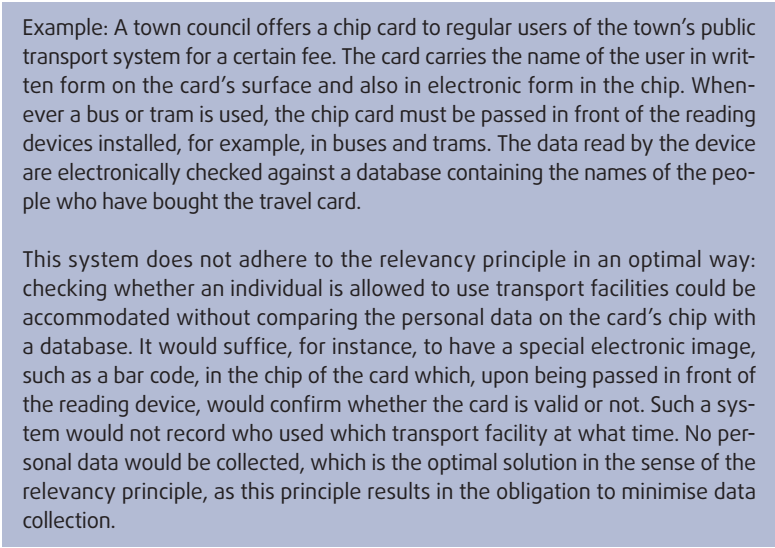 Example: A town council offers a chip card to regular users of the town’s public
transport system for a certain fee. The card carries the name of the user in writ-
ten form on the card’s surface and also in electronic form in the chip. When-
ever a bus or tram is used, the chip card must be passed in front of the reading
devices installed, for example, in buses and trams. The data read by the device
are electronically checked against a database containing the names of the peo-
ple who have bought the travel card.

This system does not adhere to the relevancy principle in an optimal way:
checking whether an individual is allowed to use transport facilities could be
accommodated without comparing the personal data on the card’s chip with
a database. It would suffice, for instance, to have a special electronic image,
such as a bar code, in the chip of the card which, upon being passed in front of
the reading device, would confirm whether the card is valid or not. Such a sys-
tem would not record who used which transport facility at what time. No per-
sonal data would be collected, which is the optimal solution in the sense of the
relevancy principle, as this principle results in the obligation to minimise data
collection.